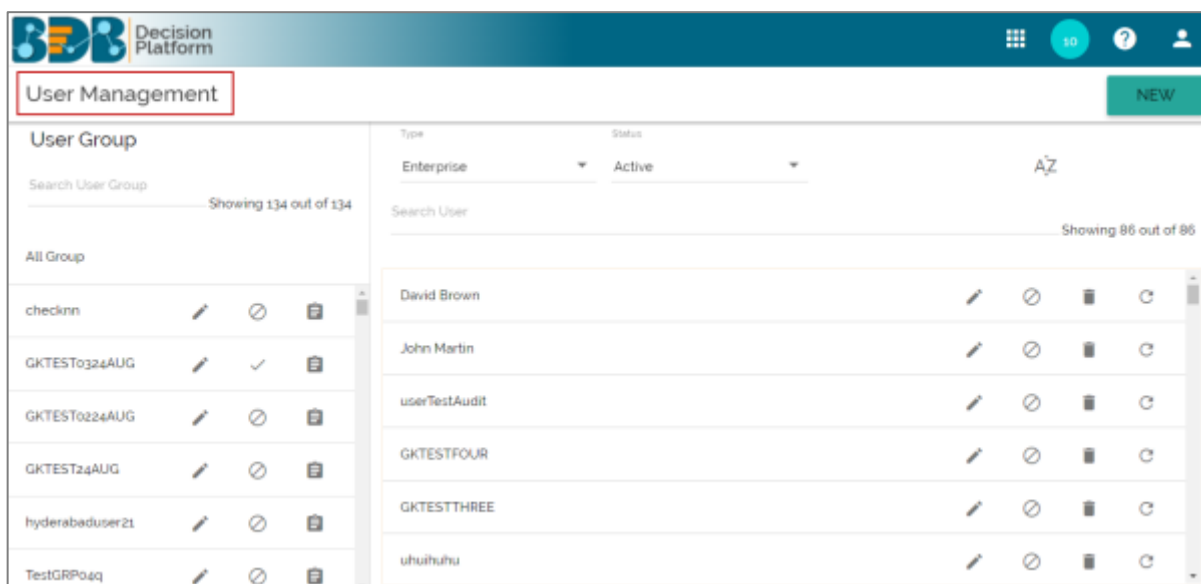 BDB Decision
Platform
10
User Management
NEW
User Group
Search User Group
Showing 134 out of 134
All Group
checknn
GKTEST0324AUG
GKTEST0224AUG
GKTEST24AUG
hyderabaduser21
TestGRP04q
Type
Status
Enterprise
Active
AZ
Search User
Showing 86 out of 86
David Brown
John Martin
userTestAudit
GKTESTFOUR
GKTESTTHREE
uhuihuhu